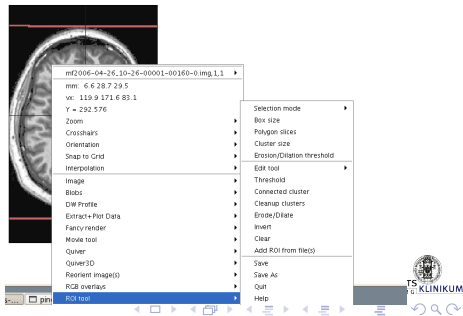 mf2006-04-26_10-26-00001-00160-0.img,1,1
mm: 6.6 28.7 29.5
vx: 119.9 171.6 83.1
Y = 292.576
Zoom
Crosshairs
Orientation
Snap to Grid
Interpolation
Image
Blobs
DW Profile
Extract+Plot Data
Fancy render
Movie tool
Quiver
Quiver3D
Reorient image(s)
RGB overlays
ROI tool
Selection mode
Box size
Polygon slices
Cluster size
Erosion/Dilation threshold
Edit tool
Threshold
Connected cluster
Cleanup clusters
Erode/Dilate
Invert
Clear
Add ROI from file(s)
Save
Save As
Quit
Help
TS KLINIKUM
s-... pin